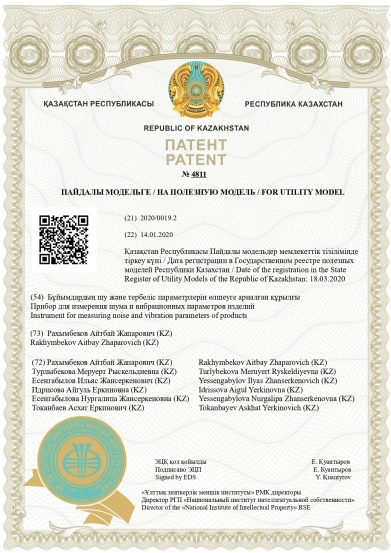 ҚАЗАҚСТАН РЕСПУБЛИКАСЫ
РЕСПУБЛИКА КАЗАХСТАН
REPUBLIC OF KAZAKHSTAN
ПАТЕНТ
PATENT
№ 4811
ПАЙДАЛЫ МОДЕЛЬГЕ / НА ПОЛЕЗНУЮ МОДЕЛЬ / FOR UTILITY MODEL
(21) 2020/0019.2
(22) 14.01.2020
Қазақстан Республикасы Пайдалы модельдер мемлекеттік тізілімінде
тіркеу күні / Дата регистрации в Государственном реестре полезных
моделей Республики Казахстан / Date of the registration in the State
Register of Utility Models of the Republic of Kazakhstan: 18.03.2020
(54) Бұйымдардың шу және тербеліс параметрлерін өлшеуге арналған құрылғы
Прибор для измерения шума и вибрационных параметров изделий
Instrument for measuring noise and vibration parameters of products
(73) Рахымбеков Айтбай Жапарович (KZ)
Rakhymbekov Aitbay Zhaparovich (KZ)
(72) Рахымбеков Айтбай Жапарович (KZ)
Rakhymbekov Aitbay Zhaparovich (KZ)
Турлыбекова Меруерт Рыскельдиевна (KZ)
Turlybekova Meruyert Ryskeldiyevna (KZ)
Есенгабылов Ильяс Жансеркенович (KZ)
Yessengabylov Ilyas Zhanserkenovich (KZ)
Идрисова Айгуль Еркиновна (KZ)
Idrissova Aigul Yerkinovna (KZ)
Есенгабылова Нургалипа Жансеркеновна (KZ)
Yessengabylova Nurgalipa Zhanserkenovna (KZ)
Токанбаев Асхат Еркинович (KZ)
Tokanbayev Askhat Yerkinovich (KZ)
ЭЦҚ қол қойылды
Е. Куантыров
Подписано ЭЦП
Е. Куантыров
Signed by EDS
Y. Kuantyrov
«Ұлттық зияткерлік меншік институты» РМК директоры
Директор РГП «Национальный институт интеллектуальной собственности»
Director of the «National Institute of Intellectual Property» RSE